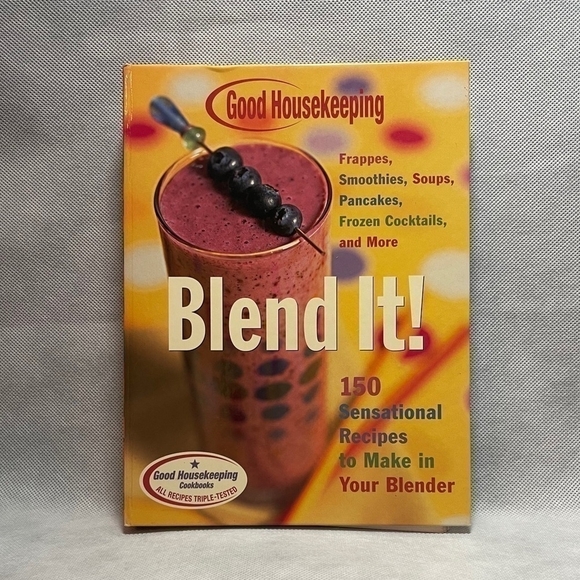 Good Housekeeping
Frappes,
Smoothies, Soups,
Pancakes,
Frozen Cocktails,
and More
Blend It!
150
Sensational
Recipes
to Make in
Your Blender
Good Housekeeping
Cookbooks
ALL RECIPES TRIPLE-TESTED